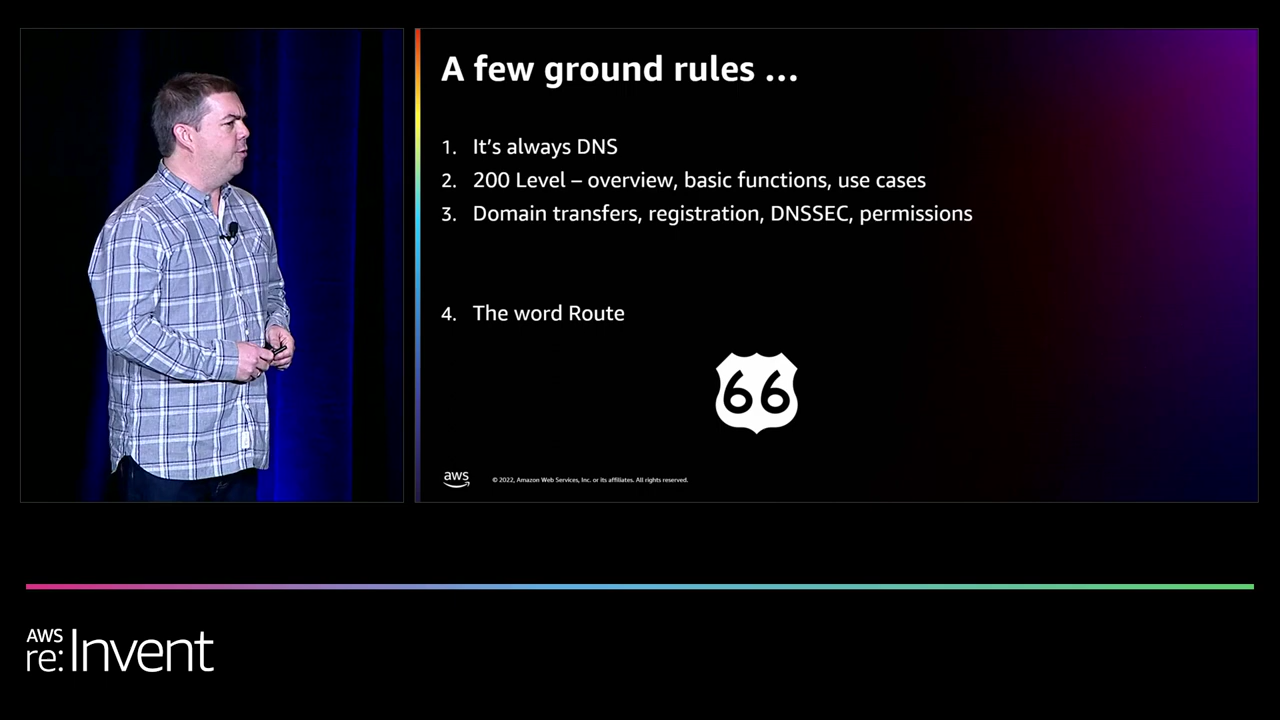 A few ground rules ...
1. It's always DNS
2. 200 Level – overview, basic functions, use cases
3. Domain transfers, registration, DNSSEC, permissions
4. The word Route
66
aws
© 2022, Amazon Web Services, Inc. or its affiliates. All rights reserved.
AWS
re:Invent